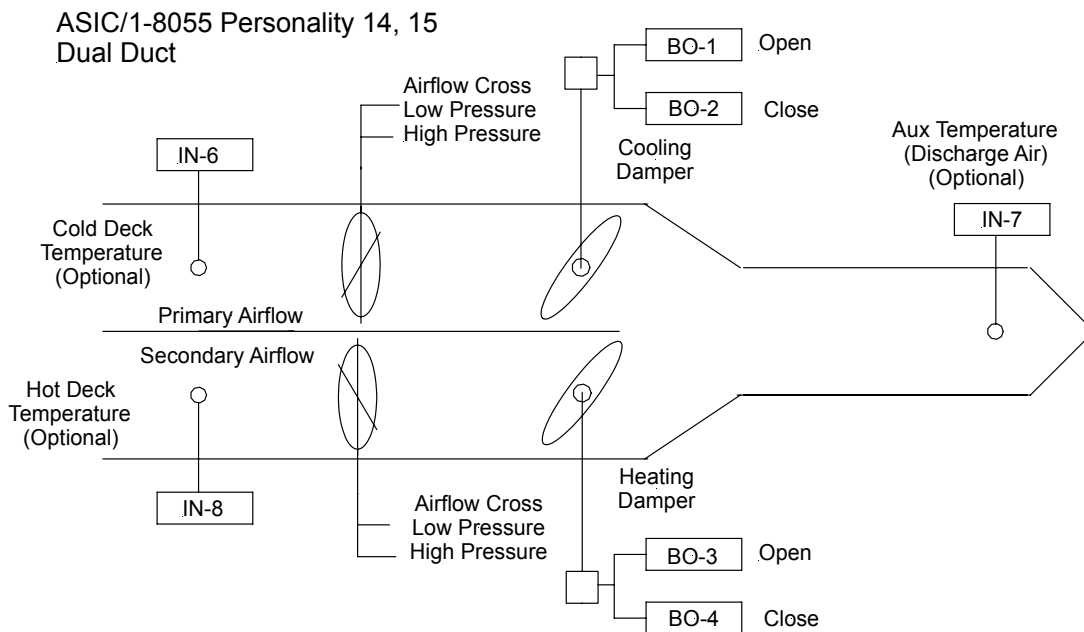 ASIC/1-8055 Personality 14, 15
Dual Duct
BO-1
Open
BO-2
Close
Airflow Cross
Low Pressure
High Pressure
Cooling
Damper
Aux Temperature
(Discharge Air)
(Optional)
IN-6
IN-7
Cold Deck
Temperature
(Optional)
Primary Airflow
Secondary Airflow
Hot Deck
Temperature
(Optional)
IN-8
Airflow Cross
Low Pressure
High Pressure
Heating
Damper
BO-3
Open
BO-4
Close